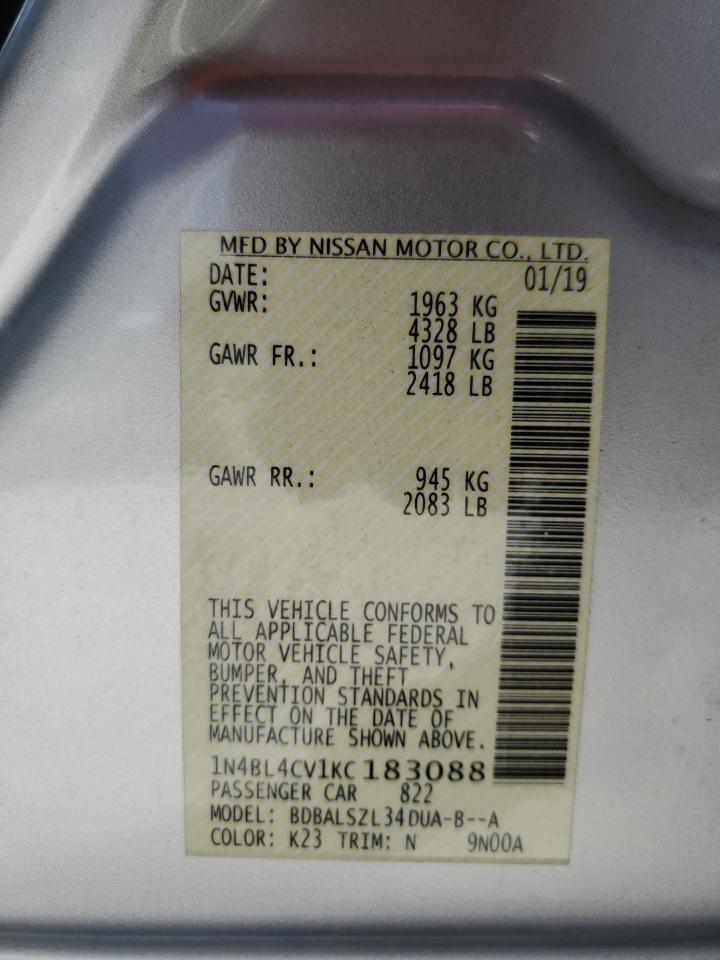 MFD BY NISSAN MOTOR CO., LTD.
DATE: 01/19
GVWR: 1963 KG
4328 LB
GAWR FR.: 1097 KG
2418 LB
GAWR RR.: 945 KG
2083 LB
THIS VEHICLE CONFORMS TO
ALL APPLICABLE FEDERAL
MOTOR VEHICLE SAFETY,
BUMPER, AND THEFT
PREVENTION STANDARDS IN
EFFECT ON THE DATE OF
MANUFACTURE SHOWN ABOVE.
1N4BL4CV1KC183088
PASSENGER CAR 822
MODEL: BDBALSZL34DUA-B--A
COLOR: K23 TRIM: N 9N00A